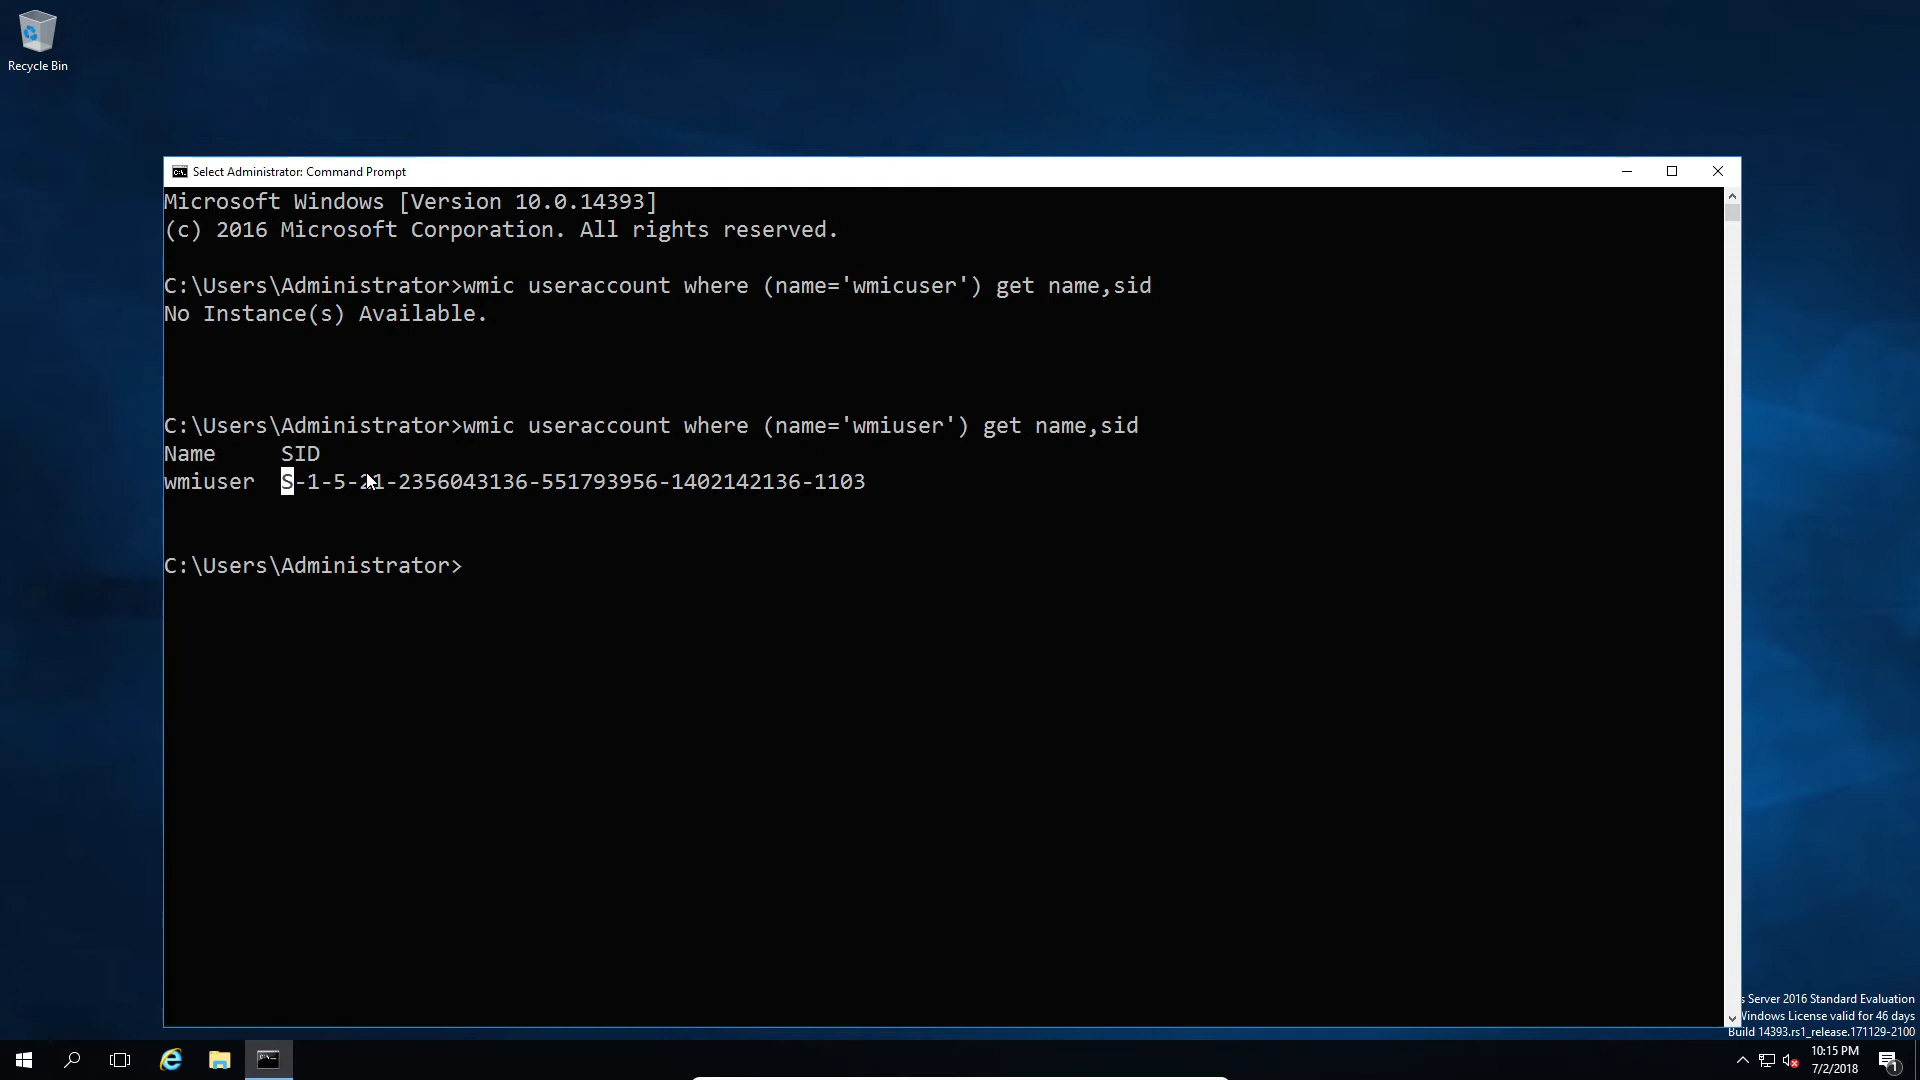 Recycle Bin
Select Administrator: Command Prompt
Microsoft Windows [Version 10.0.14393]
(c) 2016 Microsoft Corporation. All rights reserved.
C:\Users\Administrator>wmic useraccount where (name='wmicuser') get name,sid
No Instance(s) Available.
C:\Users\Administrator>wmic useraccount where (name='wmiuser') get name,sid
Name SID
wmiuser S-1-5-21-2356043136-551793956-1402142136-1103
C:\Users\Administrator>
s Server 2016 Standard Evaluation
Windows License valid for 46 days
Build 14393.rs1_release.171129-2100
10:15 PM
7/2/2018
1